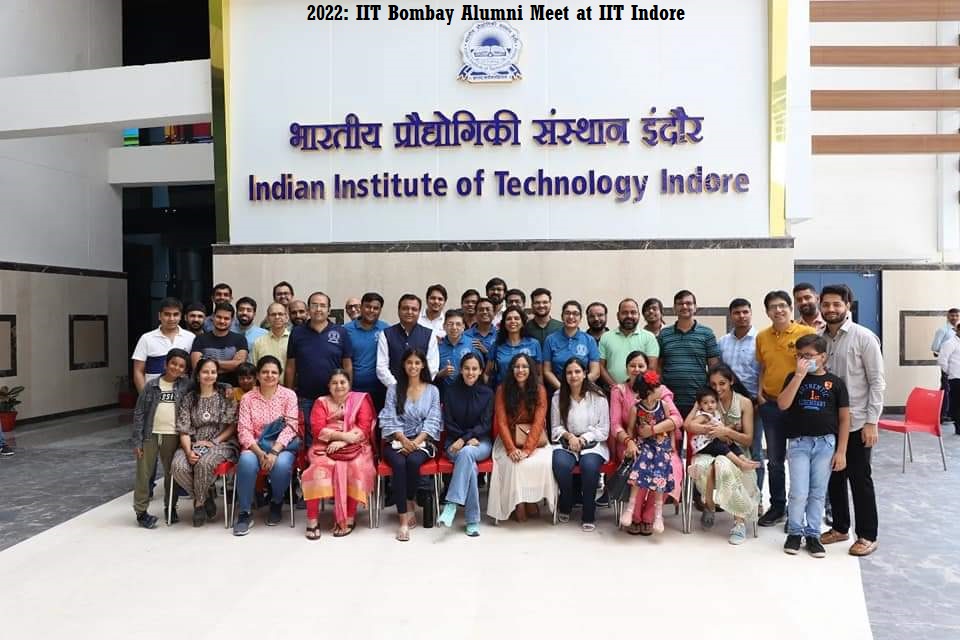 2022: IIT Bombay Alumni Meet at IIT Indore
भारतीय प्रौद्योगिकी संस्थान इंदौर
Indian Institute of Technology Indore